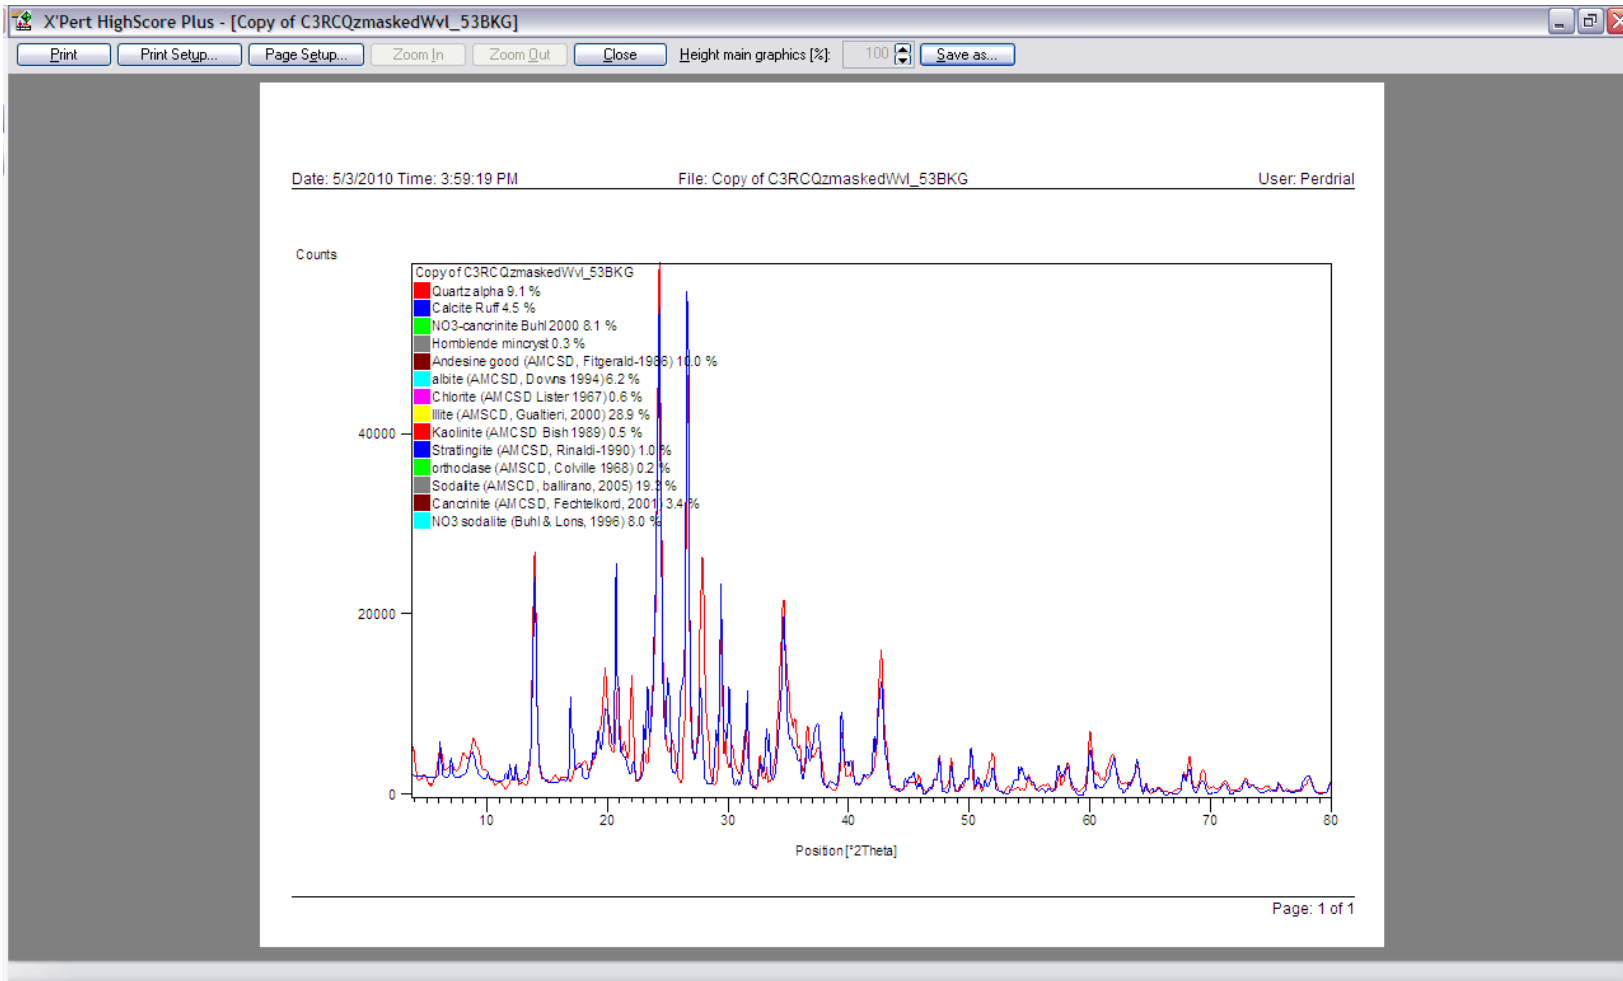 X'Pert HighScore Plus - [Copy of C3RCQzmaskedWvl_53BKG]
Print Print Setup... Page Setup... Zoom In Zoom Out Close Height main graphics [%]: 100 Save as...
Date: 5/3/2010 Time: 3:59:19 PM File: Copy of C3RCQzmaskedWvl_53BKG User: Perdrial
Counts
Copy of C3RCQzmaskedWvl_53BKG
Quartz alpha 9.1 %
Calcite Ruff 4.5 %
NO3-cancrinite Buhl 2000 8.1 %
Hornblende mincryst 0.3 %
Andesine good (AMCSD, Fitgerald-1986) 10.0 %
albite (AMCSD, Downs 1994) 6.2 %
Chlorite (AMCSD Lister 1967) 0.6 %
Illite (AMSCD, Gualtieri, 2000) 28.9 %
Kaolinite (AMCSD Bish 1989) 0.5 %
Stratlingite (AMCSD, Rinaldi-1990) 1.0 %
orthoclase (AMSCD, Colville 1968) 0.2 %
Sodalite (AMSCD, ballirano, 2005) %
Cancrinite (AMCSD, Fechtelkord, 2001) 3.4 %
NO3 sodalite (Buhl & Lons, 1996) 8.0 %
40000
20000
0
10 20 30 40 50 60 70 80
Position [°2Theta]
Page: 1 of 1